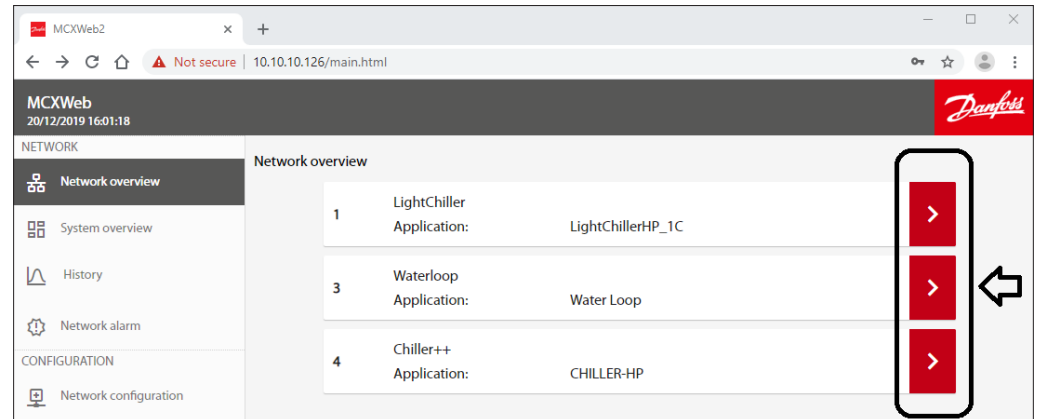 MCXWeb2
Not secure | 10.10.10.126/main.html
MCXWeb
20/12/2019 16:01:18
Danfoss
NETWORK
Network overview
System overview
History
Network alarm
CONFIGURATION
Network configuration
Network overview
1
LightChiller
Application: LightChillerHP_1C
3
Waterloop
Application: Water Loop
4
Chiller++
Application: CHILLER-HP